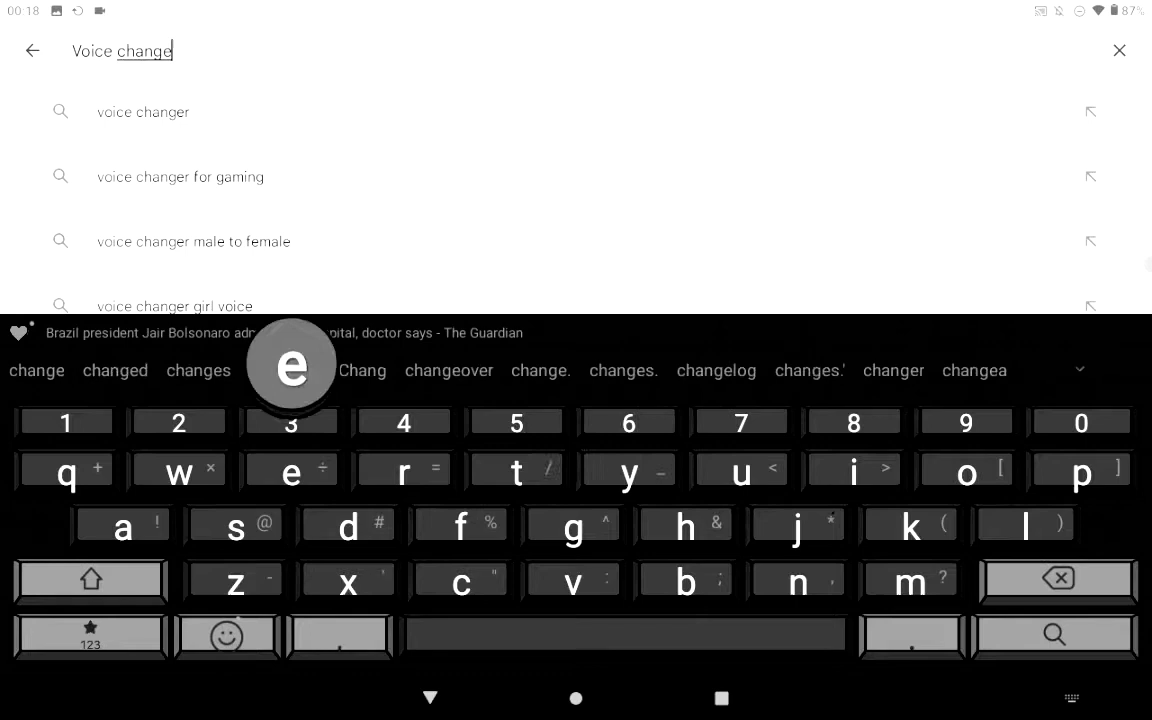 00:18 87%
Voice change
voice changer
voice changer for gaming
voice changer male to female
voice changer girl voice
Brazil president Jair Bolsonaro pital, doctor says - The Guardian
change changed changes e Chang changeover change. changes. changelog changes.' changer changea
1 2 3 4 5 6 7 8 9 0
q + w × e ÷ r = t / y _ u < i > o [ p ]
a ! s @ d # f % g ^ h & j * k ( l )
z - x ' c " v : b ; n , m ?
123 , .